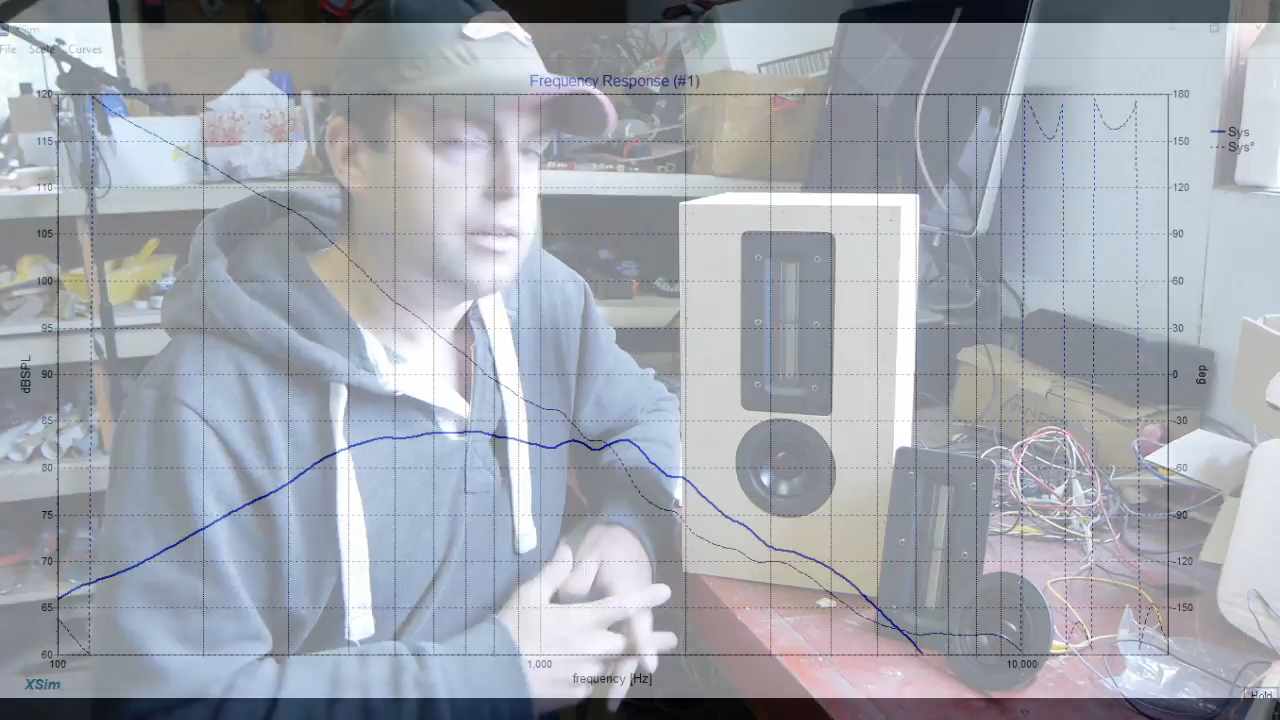 XSim
File Scale Curves
Frequency Response (#1)
120 180
Sys
115 150
Sys°
110 120
105 90
100 60
95 30
90 0
dBSPL deg
85 -30
80 -60
75 -90
70 -120
65 -150
60
100 1,000 10,000
frequency [Hz]
XSim
Hold